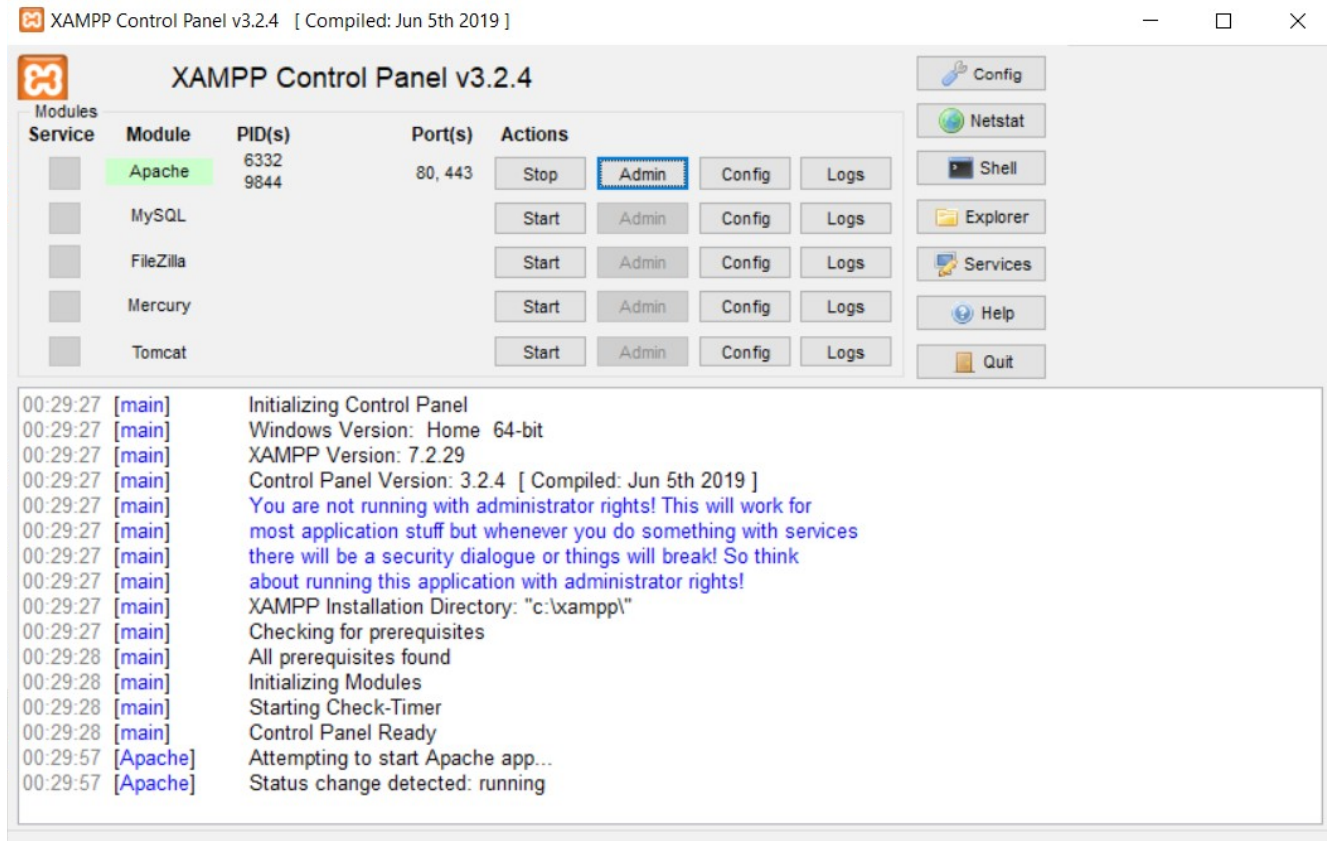 XAMPP Control Panel v3.2.4 [ Compiled: Jun 5th 2019 ]
XAMPP Control Panel v3.2.4
Config
Modules
Service Module PID(s) Port(s) Actions
Netstat
Apache 6332 80, 443 Stop Admin Config Logs
9844
Shell
MySQL Start Admin Config Logs
Explorer
FileZilla Start Admin Config Logs
Services
Mercury Start Admin Config Logs
Help
Tomcat Start Admin Config Logs
Quit
00:29:27 [main] Initializing Control Panel
00:29:27 [main] Windows Version: Home 64-bit
00:29:27 [main] XAMPP Version: 7.2.29
00:29:27 [main] Control Panel Version: 3.2.4 [ Compiled: Jun 5th 2019 ]
00:29:27 [main] You are not running with administrator rights! This will work for
00:29:27 [main] most application stuff but whenever you do something with services
00:29:27 [main] there will be a security dialogue or things will break! So think
00:29:27 [main] about running this application with administrator rights!
00:29:27 [main] XAMPP Installation Directory: "c:\xampp\"
00:29:27 [main] Checking for prerequisites
00:29:28 [main] All prerequisites found
00:29:28 [main] Initializing Modules
00:29:28 [main] Starting Check-Timer
00:29:28 [main] Control Panel Ready
00:29:57 [Apache] Attempting to start Apache app...
00:29:57 [Apache] Status change detected: running